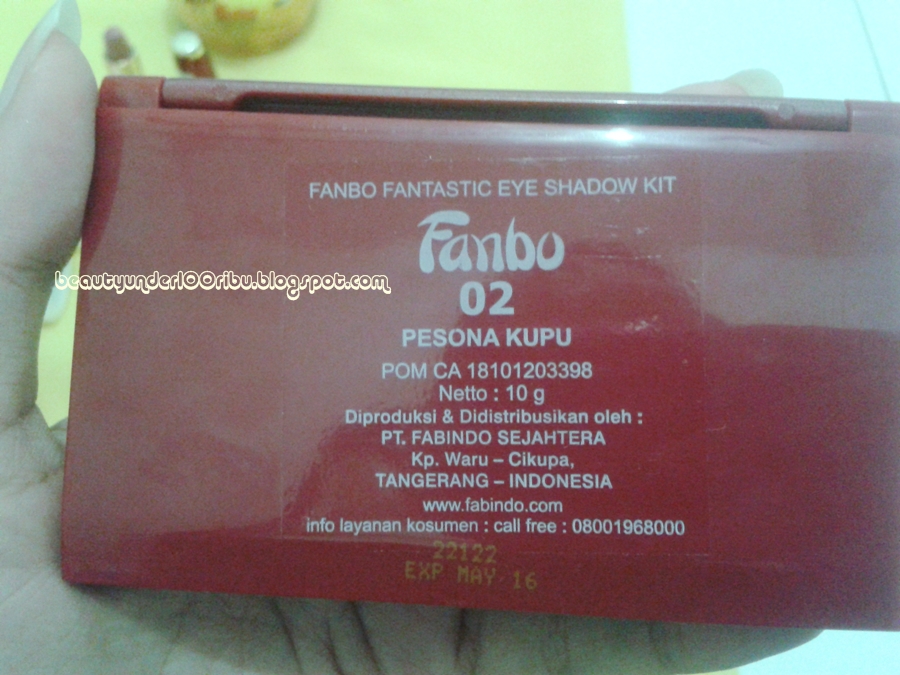 FANBO FANTASTIC EYE SHADOW KIT
Fanbo
beautyunder100ribu.blogspot.com
02
PESONA KUPU
POM CA 18101203398
Netto : 10 g
Diproduksi & Didistribusikan oleh :
PT. FABINDO SEJAHTERA
Kp. Waru – Cikupa,
TANGERANG – INDONESIA
www.fabindo.com
info layanan kosumen : call free : 08001968000
22122
EXP MAY 16